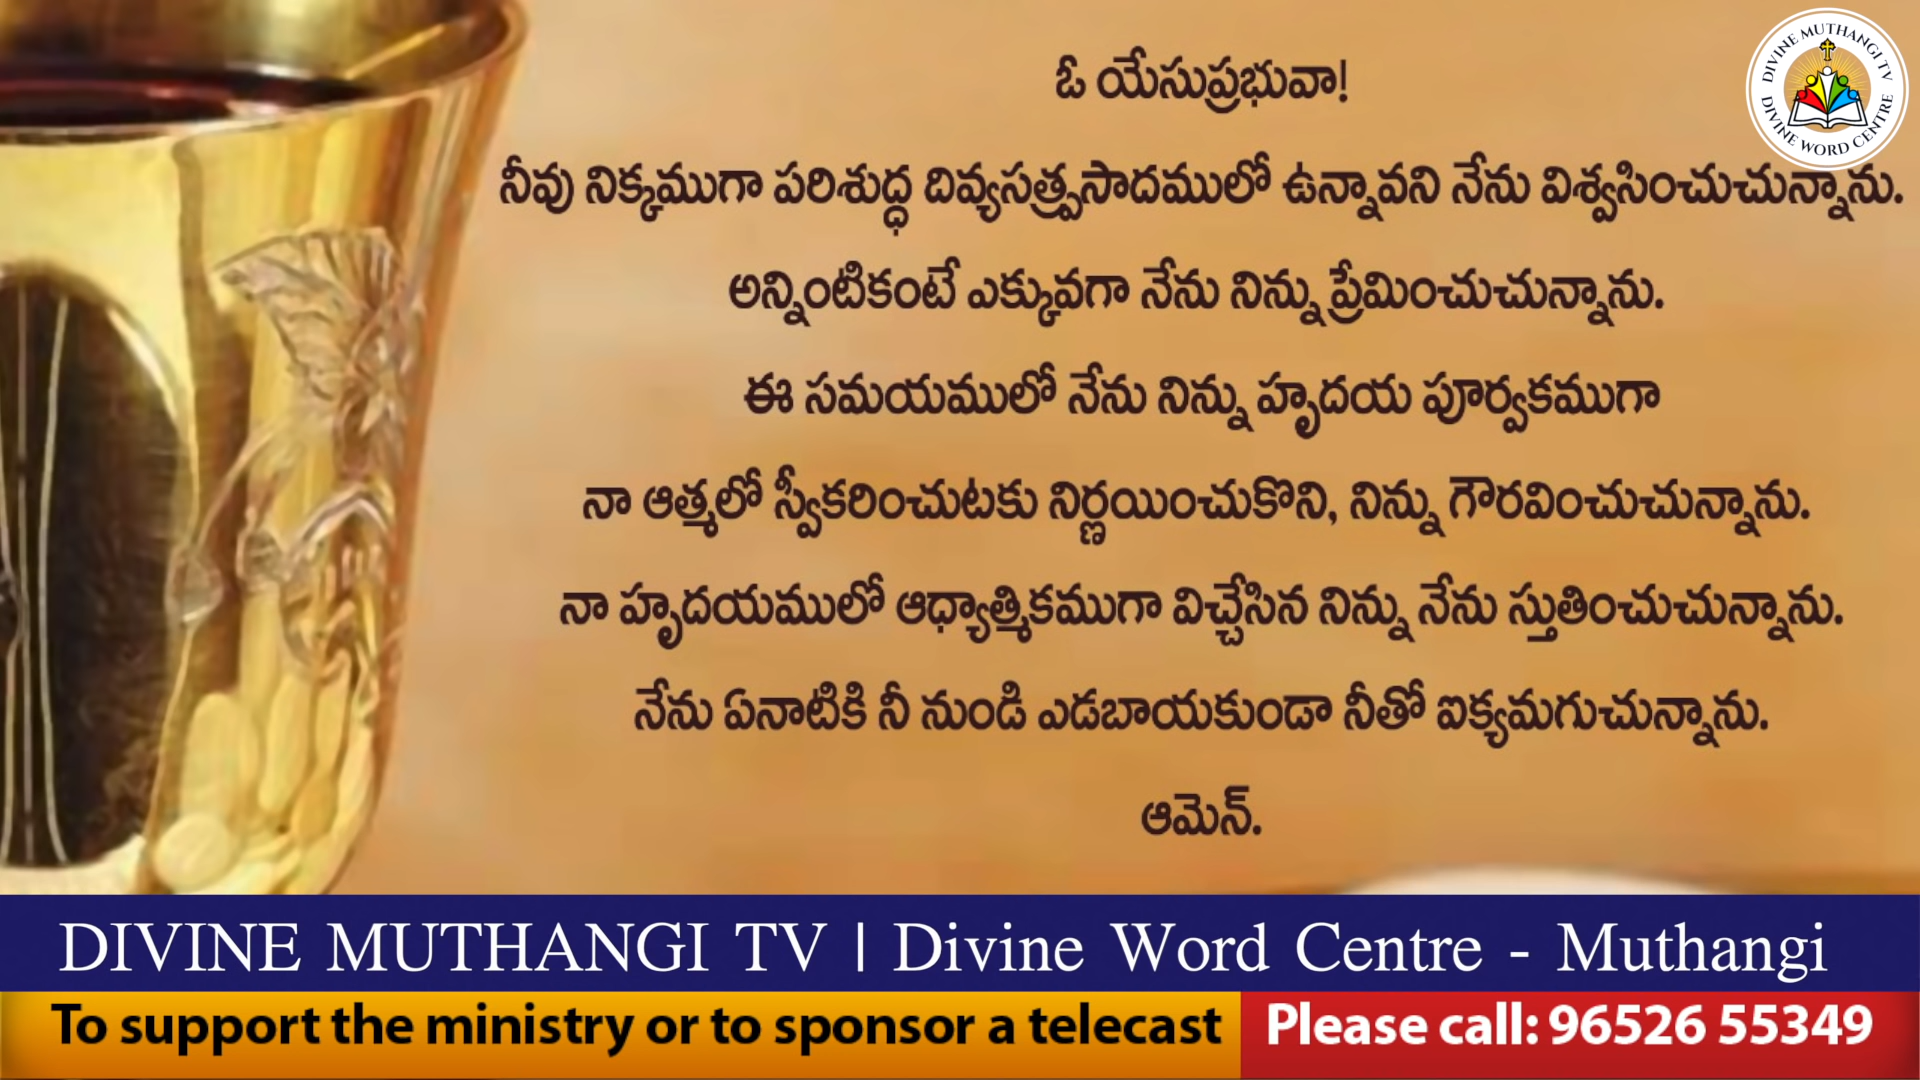 ఓ యేసుప్రభువా!
DIVINE MUTHANGI TV
DIVINE WORD CENTRE
నీవు నిక్కముగా పరిశుద్ధ దివ్యసత్ప్రసాదములో ఉన్నావని నేను విశ్వసించుచున్నాను.
అన్నింటికంటే ఎక్కువగా నేను నిన్ను ప్రేమించుచున్నాను.
ఈ సమయములో నేను నిన్ను హృదయ పూర్వకముగా
నా ఆత్మలో స్వీకరించుటకు నిర్ణయించుకొని, నిన్ను గౌరవించుచున్నాను.
నా హృదయములో ఆధ్యాత్మికముగా విచ్చేసిన నిన్ను నేను స్తుతించుచున్నాను.
నేను ఏనాటికి నీ నుండి ఎడబాయకుండా నీతో ఐక్యమగుచున్నాను.
ఆమెన్.
DIVINE MUTHANGI TV | Divine Word Centre - Muthangi
To support the ministry or to sponsor a telecast Please call: 96526 55349